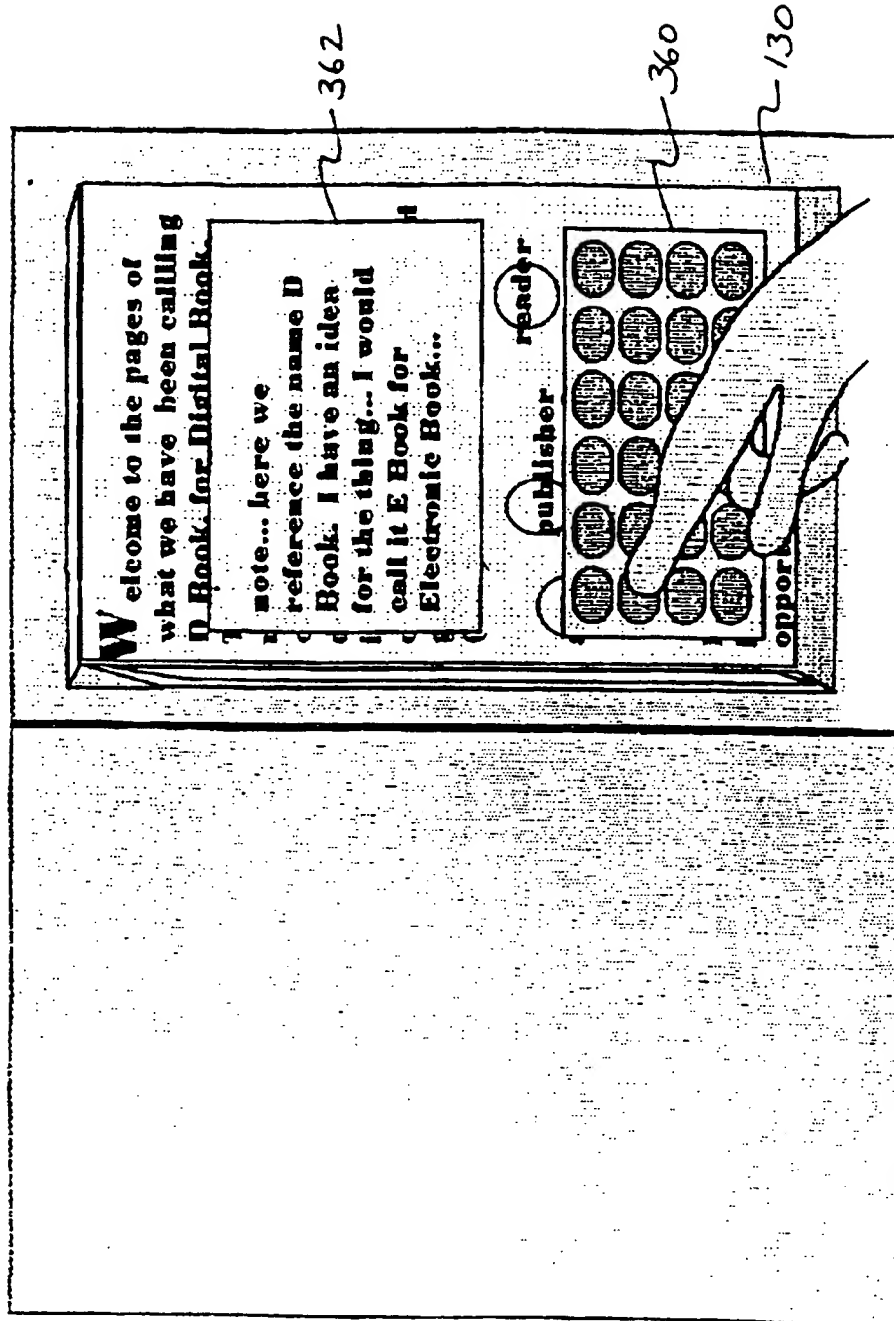 Welcome to the pages of
what we have been callling
D Book, for Digital Book.
note... here we
reference the name D
Book. I have an idea
for the thing... I would
call it E Book for
Electronic Book...
publisher
reader
opport
362
360
130